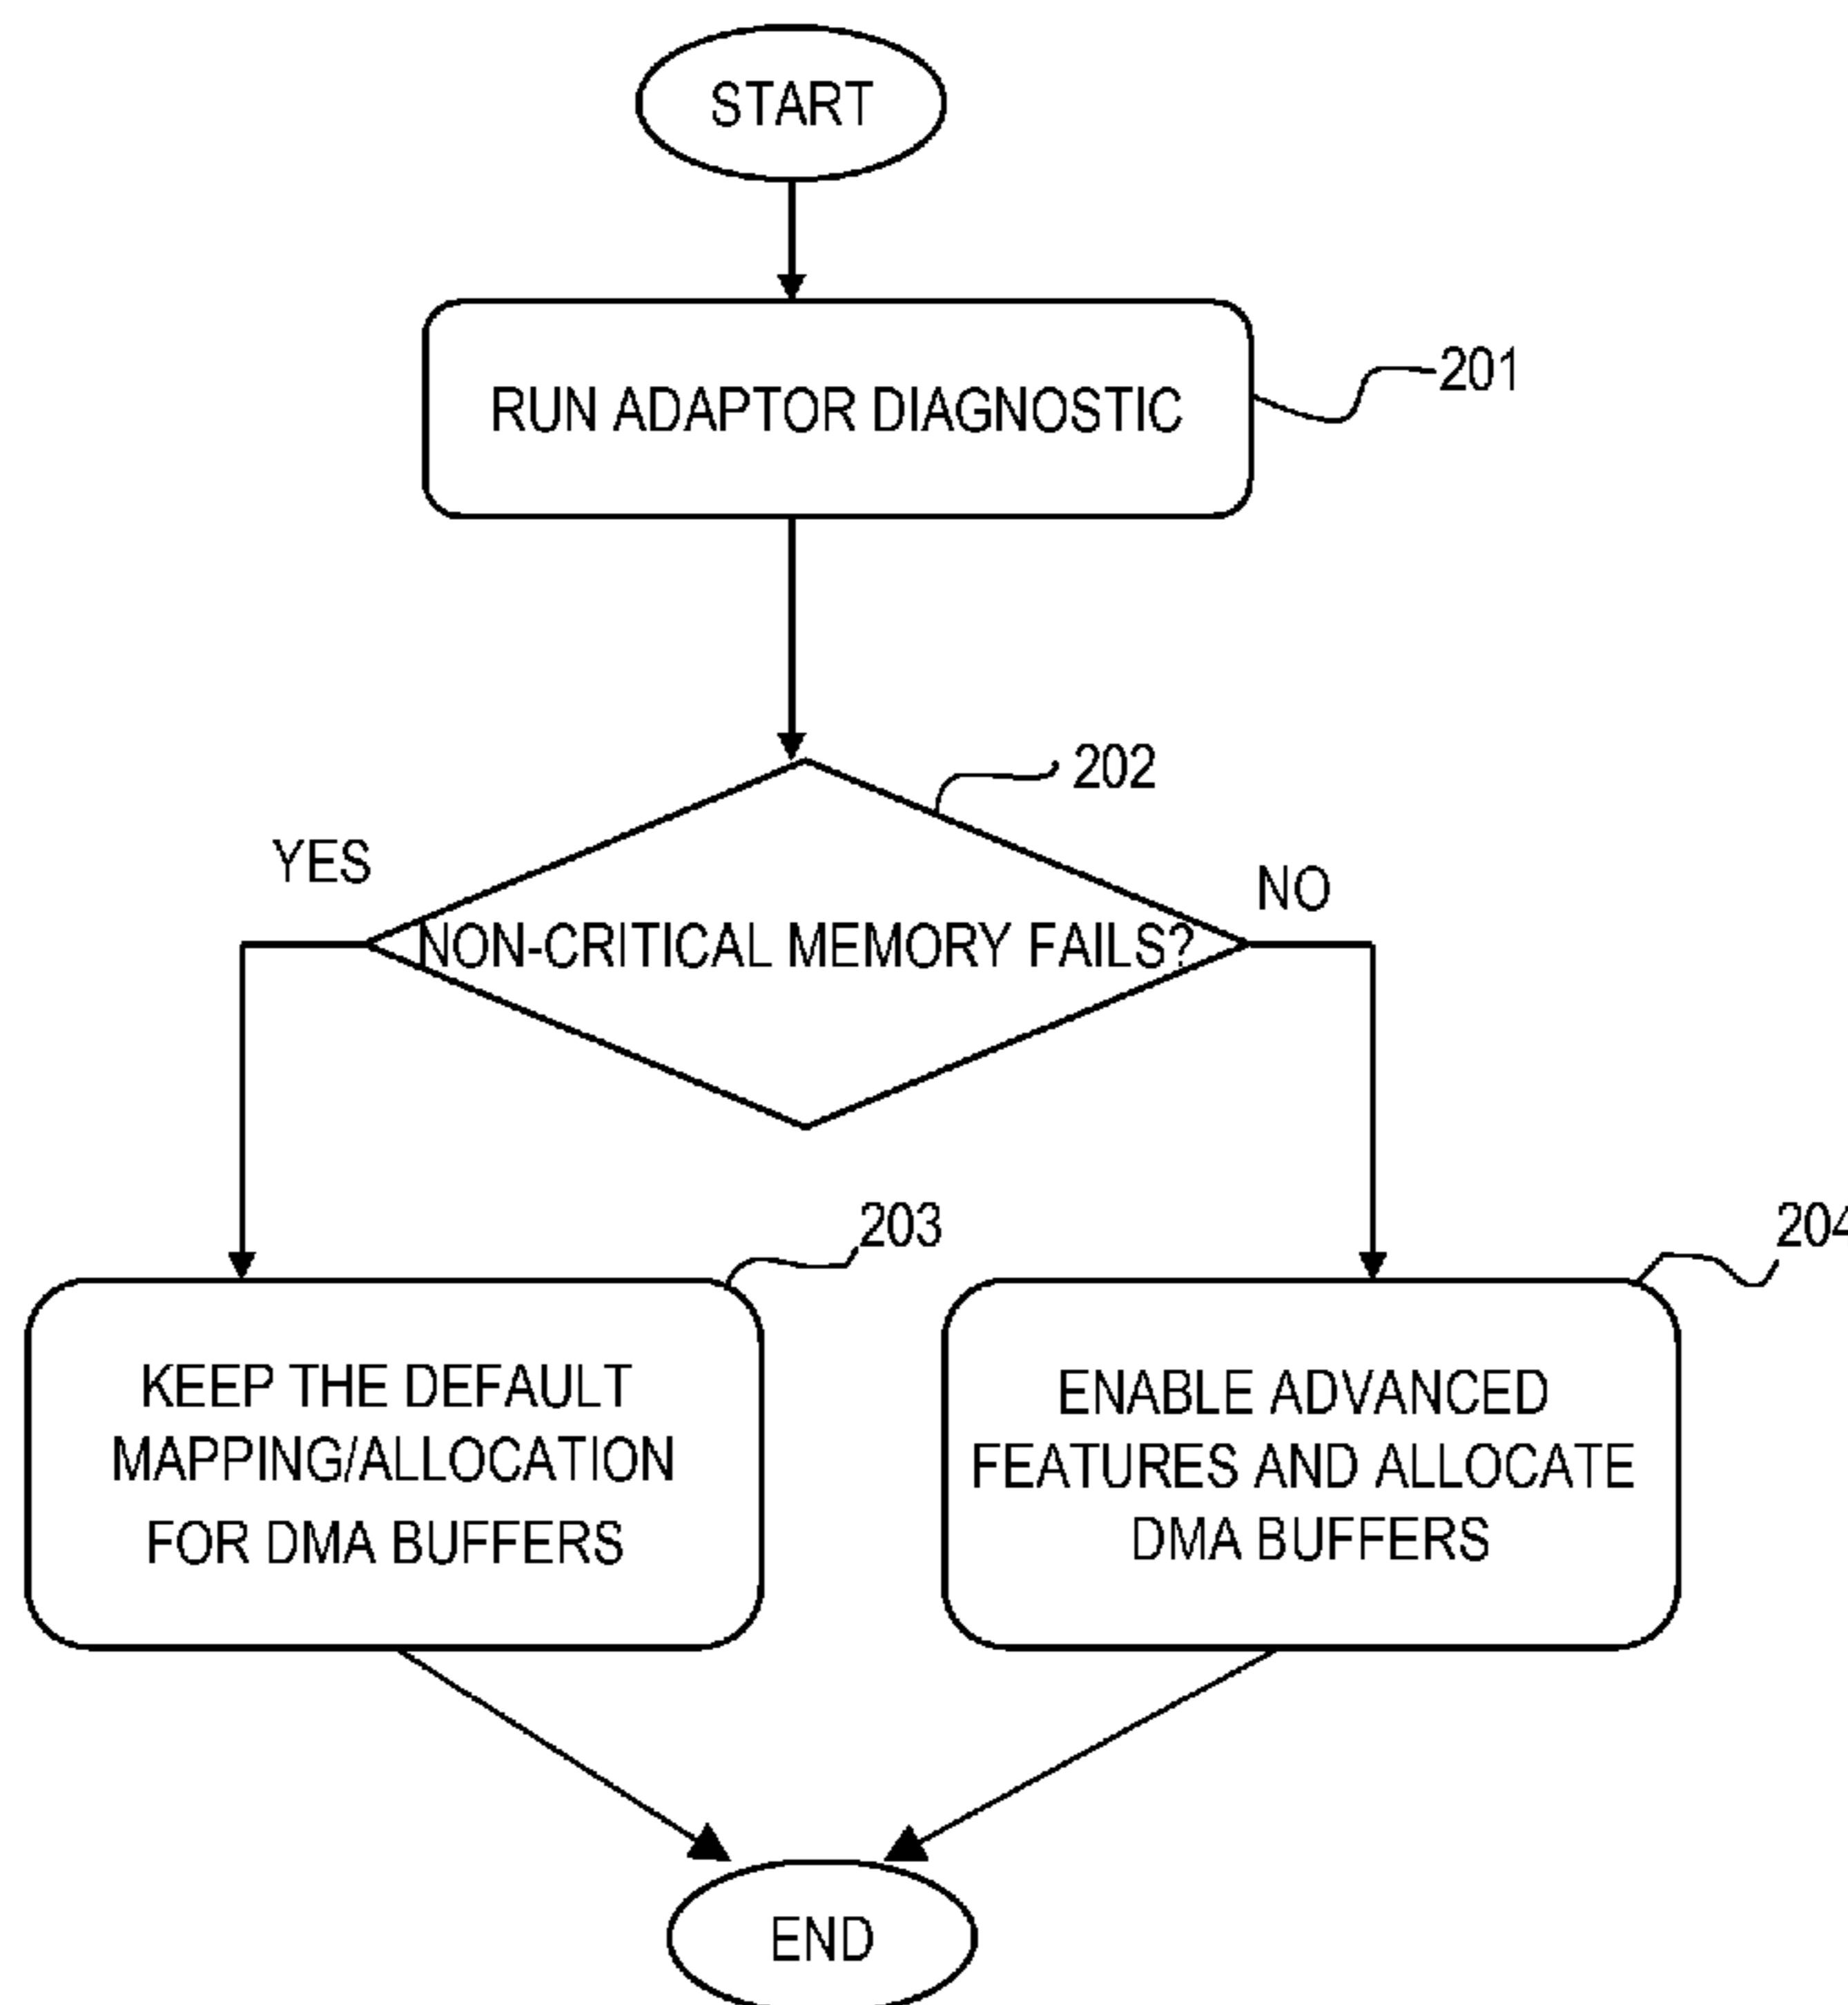 START
RUN ADAPTOR DIAGNOSTIC
201
202
YES
NO
NON-CRITICAL MEMORY FAILS?
203
204
KEEP THE DEFAULT
MAPPING/ALLOCATION
FOR DMA BUFFERS
ENABLE ADVANCED
FEATURES AND ALLOCATE
DMA BUFFERS
END